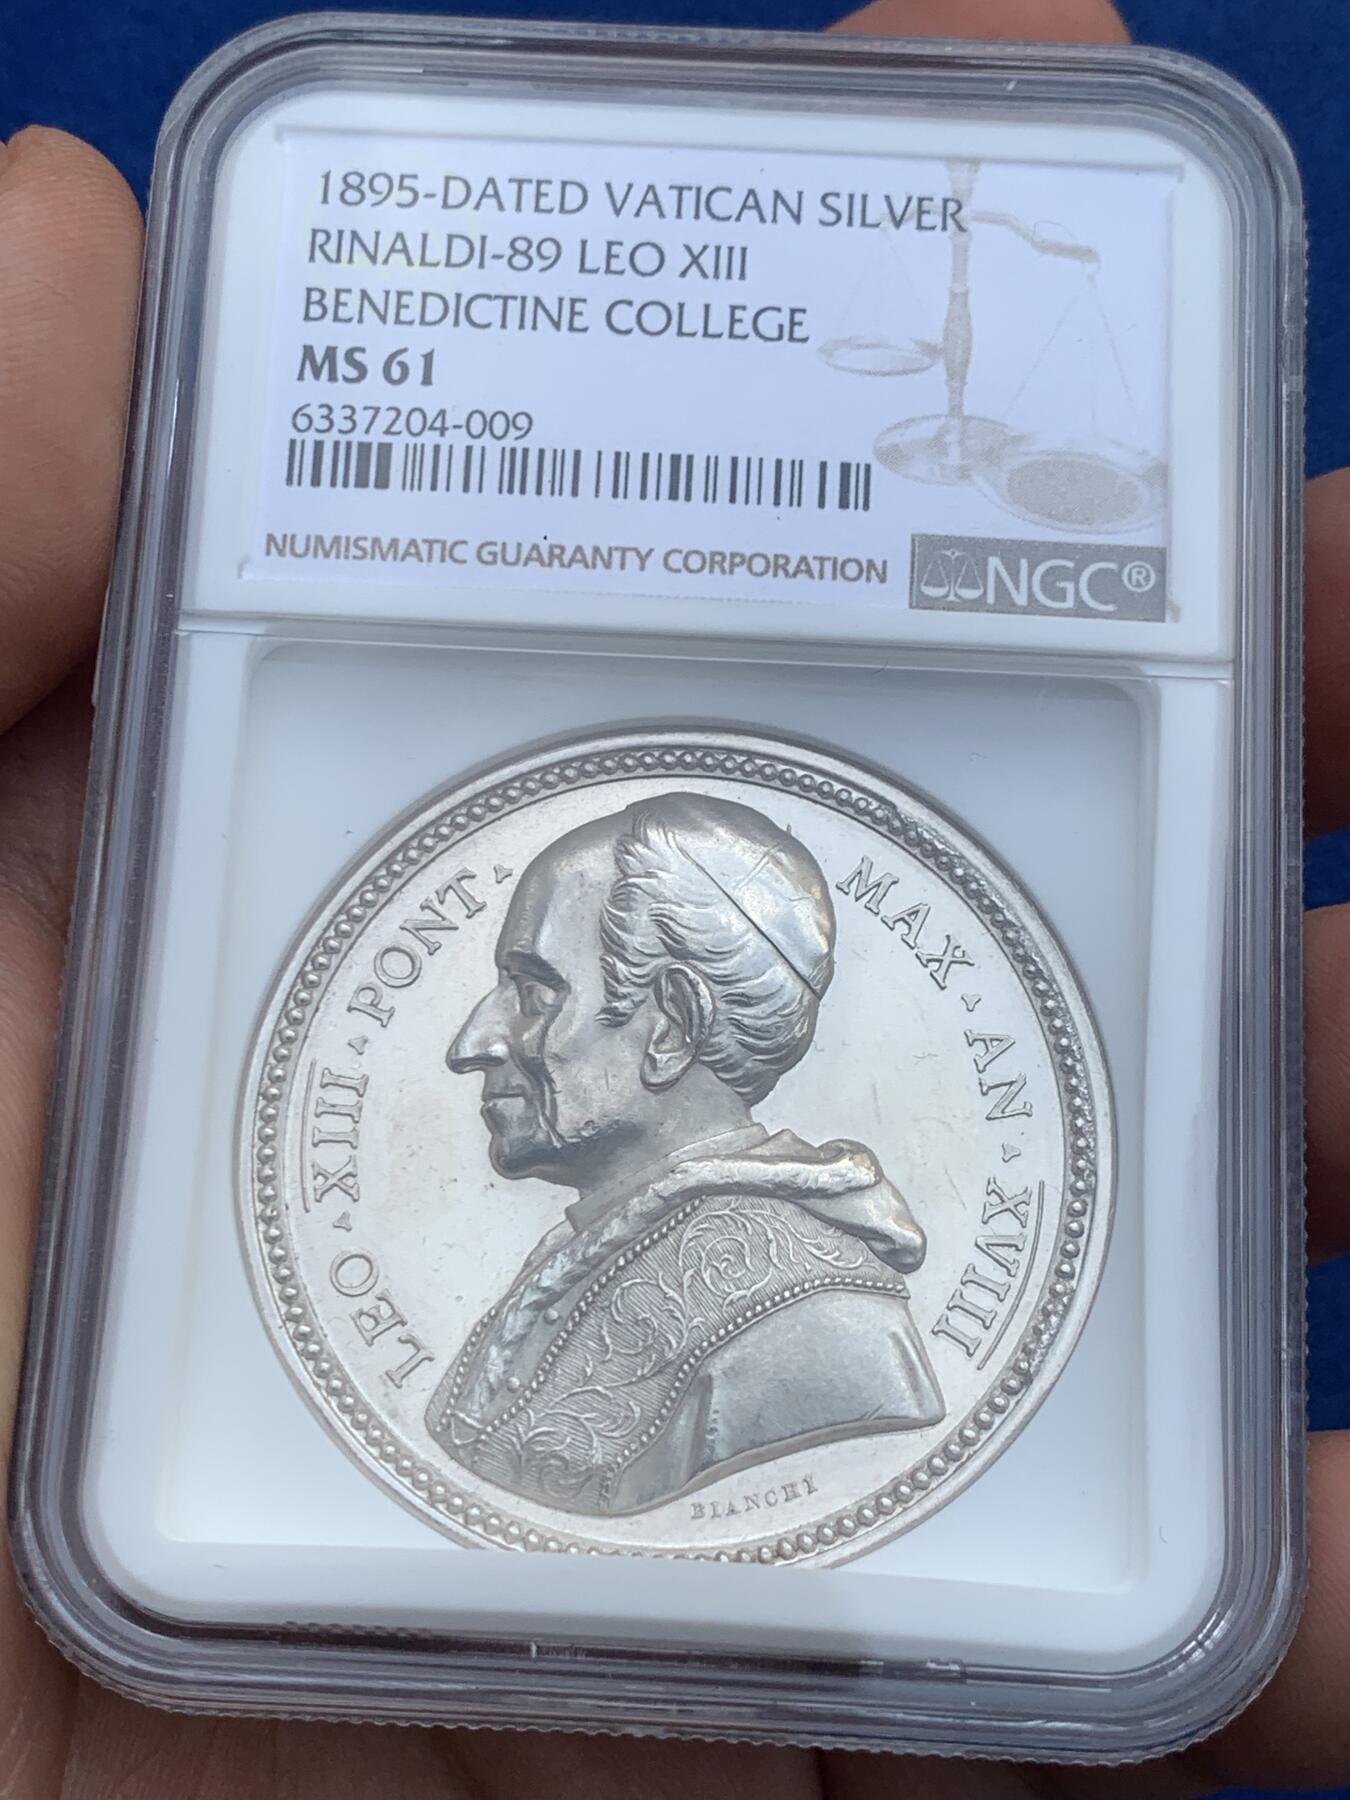 1895-DATED VATICAN SILVER
RINALDI-89 LEO XIII
BENEDICTINE COLLEGE
MS 61
6337204-009
NUMISMATIC GUARANTY CORPORATION
NGC®
LEO · XIII · PONT · MAX · AN · XVIII
BIANCHI